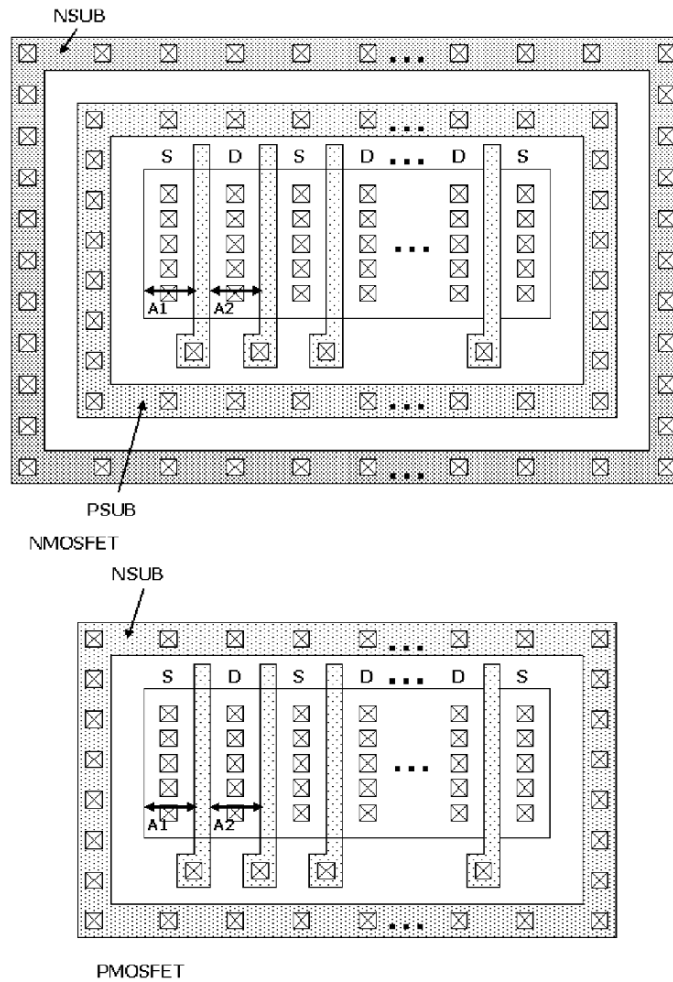 NSUB
...
...
S D S D ... D S
...
A1 A2
...
...
PSUB
NMOSFET
NSUB
...
S D S D ... D S
...
A1 A2
...
PMOSFET